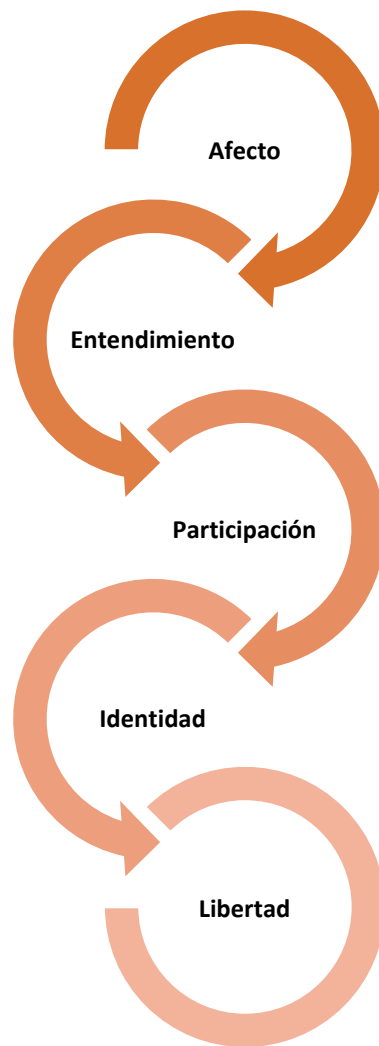 Afecto
Entendimiento
Participación
Identidad
Libertad